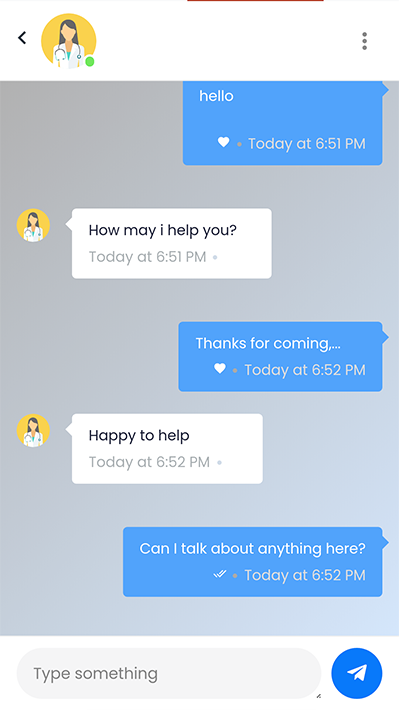 hello
Today at 6:51 PM
How may i help you?
Today at 6:51 PM
Thanks for coming,...
Today at 6:52 PM
Happy to help
Today at 6:52 PM
Can I talk about anything here?
Today at 6:52 PM
Type something